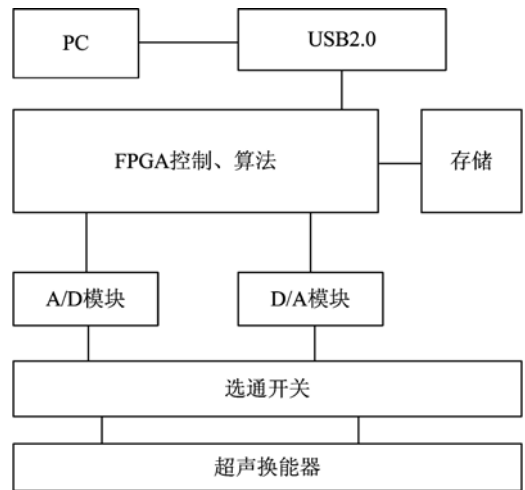 PC
USB2.0
FPGA控制、算法
存储
A/D模块
D/A模块
选通开关
超声换能器